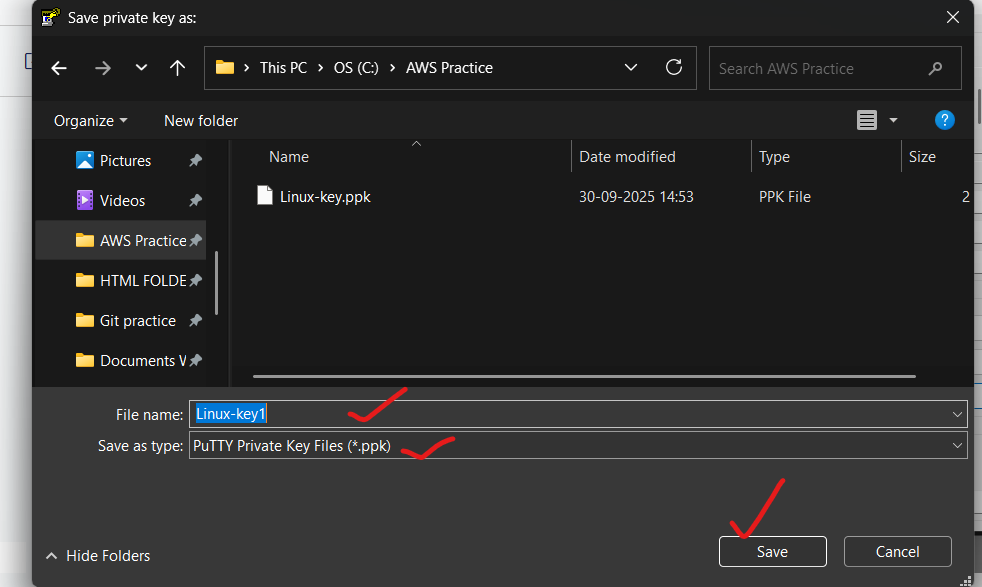 Save private key as:
This PC > OS (C:) > AWS Practice
Search AWS Practice
Organize
New folder
?
Name
Date modified
Type
Size
Pictures
Videos
AWS Practice
HTML FOLDE
Git practice
Documents W
Linux-key.ppk
30-09-2025 14:53
PPK File
2
File name:
Linux-key1
Save as type:
PuTTY Private Key Files (*.ppk)
Hide Folders
Save
Cancel